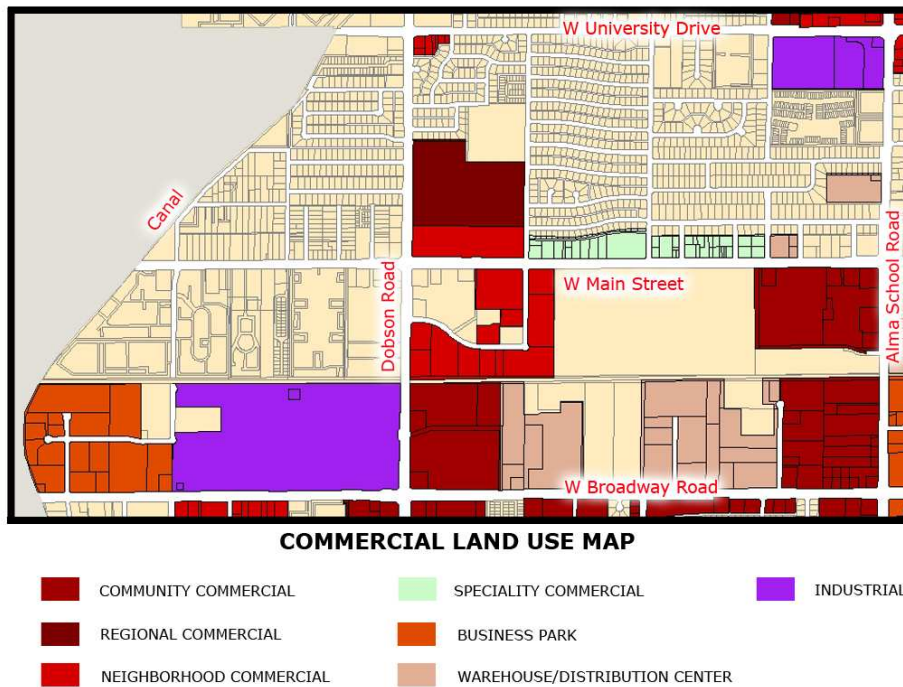 W University Drive
Canal
Dobson Road
W Main Street
Alma School Road
W Broadway Road
COMMERCIAL LAND USE MAP
COMMUNITY COMMERCIAL
SPECIALITY COMMERCIAL
INDUSTRIAL
REGIONAL COMMERCIAL
BUSINESS PARK
NEIGHBORHOOD COMMERCIAL
WAREHOUSE/DISTRIBUTION CENTER